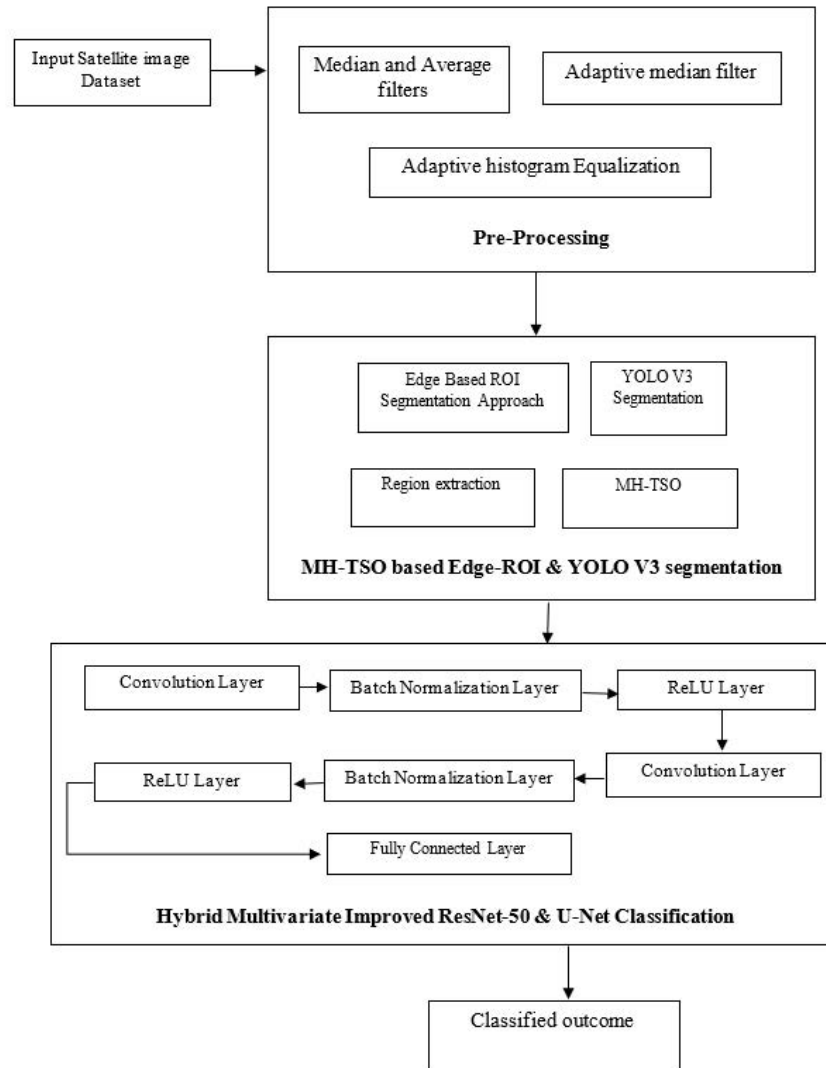 Input Satellite image
Dataset
Median and Average
filters
Adaptive median filter
Adaptive histogram Equalization
Pre-Processing
Edge Based ROI
Segmentation Approach
YOLO V3
Segmentation
Region extraction
MH-TSO
MH-TSO based Edge-ROI & YOLO V3 segmentation
Convolution Layer
Batch Normalization Layer
ReLU Layer
Convolution Layer
Batch Normalization Layer
ReLU Layer
Fully Connected Layer
Hybrid Multivariate Improved ResNet-50 & U-Net Classification
Classified outcome